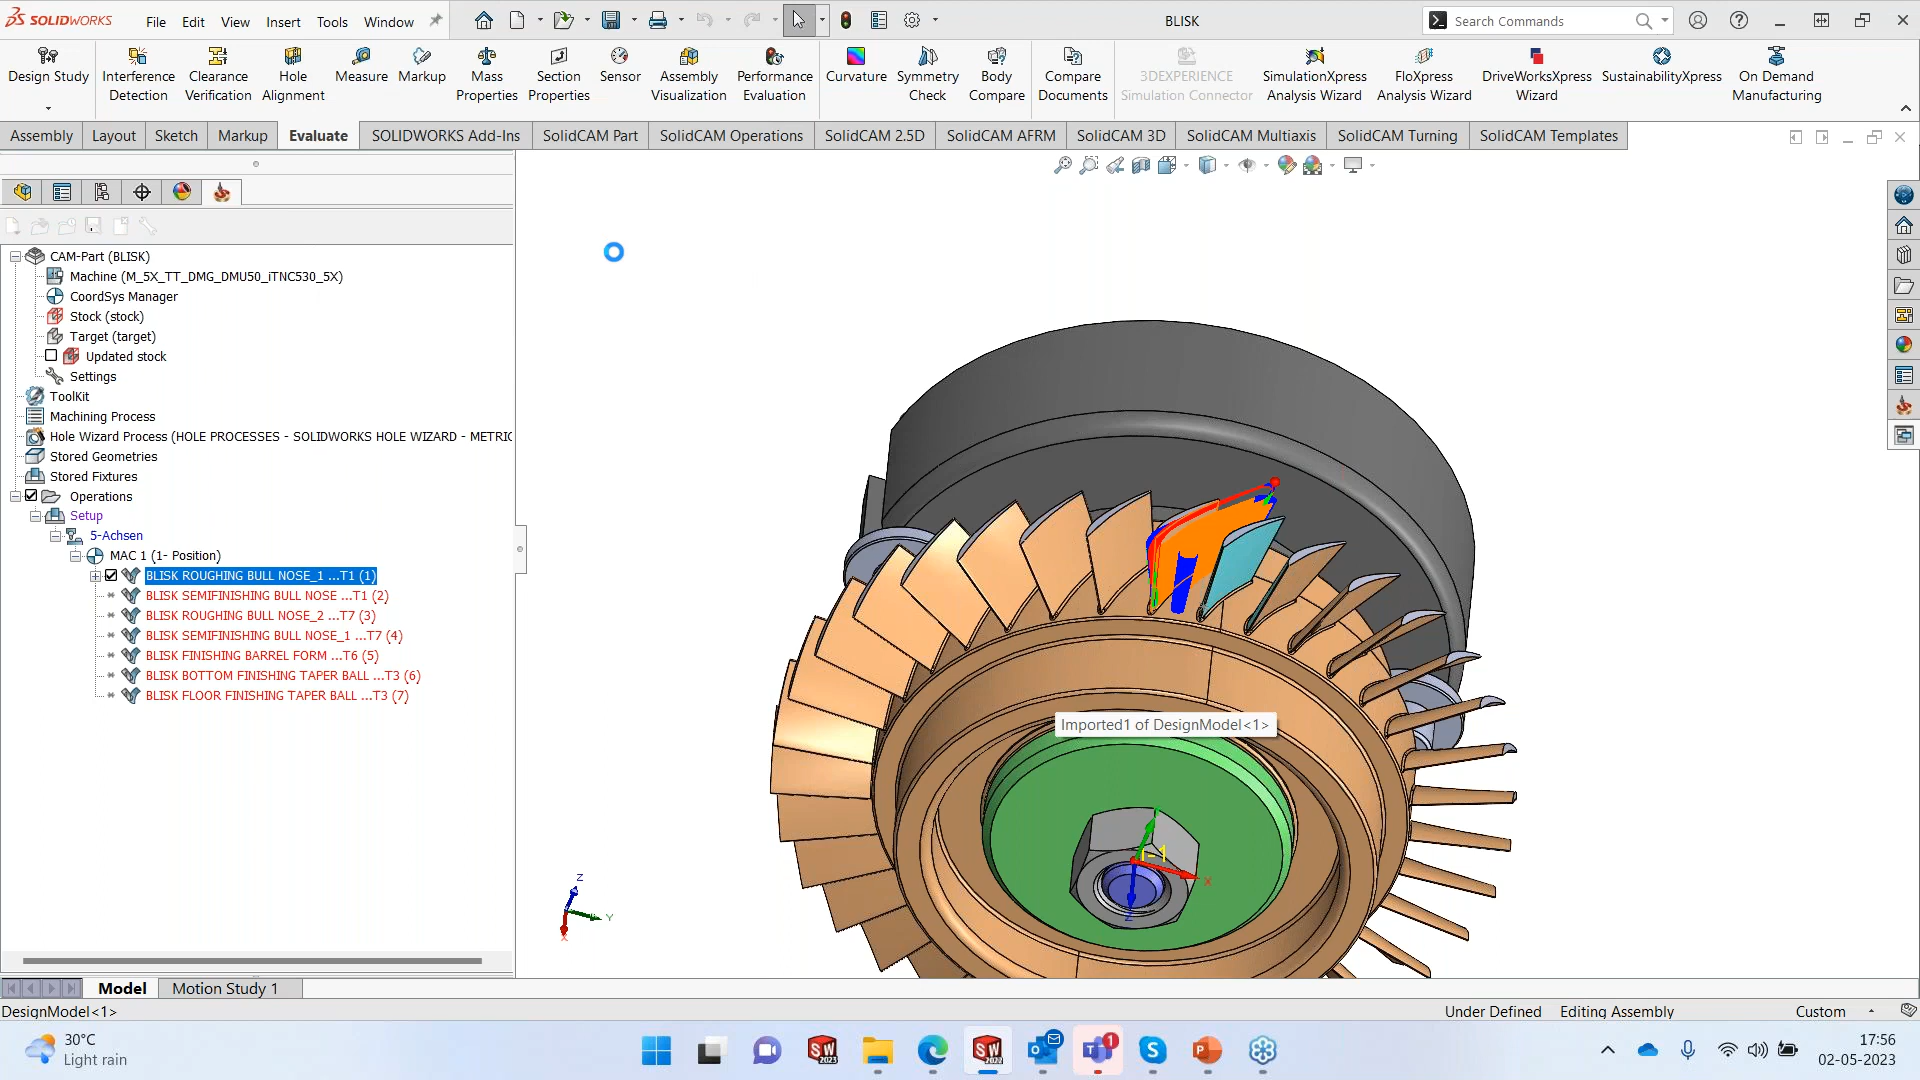 SOLIDWORKS File Edit View Insert Tools Window BLISK Search Commands
Design Study
Interference Detection
Clearance Verification
Hole Alignment
Measure
Markup
Mass Properties
Section Properties
Sensor
Assembly Visualization
Performance Evaluation
Curvature
Symmetry Check
Body Compare
Compare Documents
3DEXPERIENCE Simulation Connector
SimulationXpress Analysis Wizard
FloXpress Analysis Wizard
DriveWorksXpress Wizard
SustainabilityXpress
On Demand Manufacturing
Assembly Layout Sketch Markup Evaluate SOLIDWORKS Add-Ins SolidCAM Part SolidCAM Operations SolidCAM 2.5D SolidCAM AFRM SolidCAM 3D SolidCAM Multiaxis SolidCAM Turning SolidCAM Templates
CAM-Part (BLISK)
Machine (M_5X_TT_DMG_DMU50_iTNC530_5X)
CoordSys Manager
Stock (stock)
Target (target)
Updated stock
Settings
ToolKit
Machining Process
Hole Wizard Process (HOLE PROCESSES - SOLIDWORKS HOLE WIZARD - METRIC
Stored Geometries
Stored Fixtures
Operations
Setup
5-Achsen
MAC 1 (1- Position)
BLISK ROUGHING BULL NOSE_1 ...T1 (1)
BLISK SEMIFINISHING BULL NOSE ...T1 (2)
BLISK ROUGHING BULL NOSE_2 ...T7 (3)
BLISK SEMIFINISHING BULL NOSE_1 ...T7 (4)
BLISK FINISHING BARREL FORM ...T6 (5)
BLISK BOTTOM FINISHING TAPER BALL ...T3 (6)
BLISK FLOOR FINISHING TAPER BALL ...T3 (7)
Imported1 of DesignModel<1>
X
Z
Z
Y
X
Model Motion Study 1
DesignModel<1> Under Defined Editing Assembly Custom
30°C
Light rain
17:56
02-05-2023